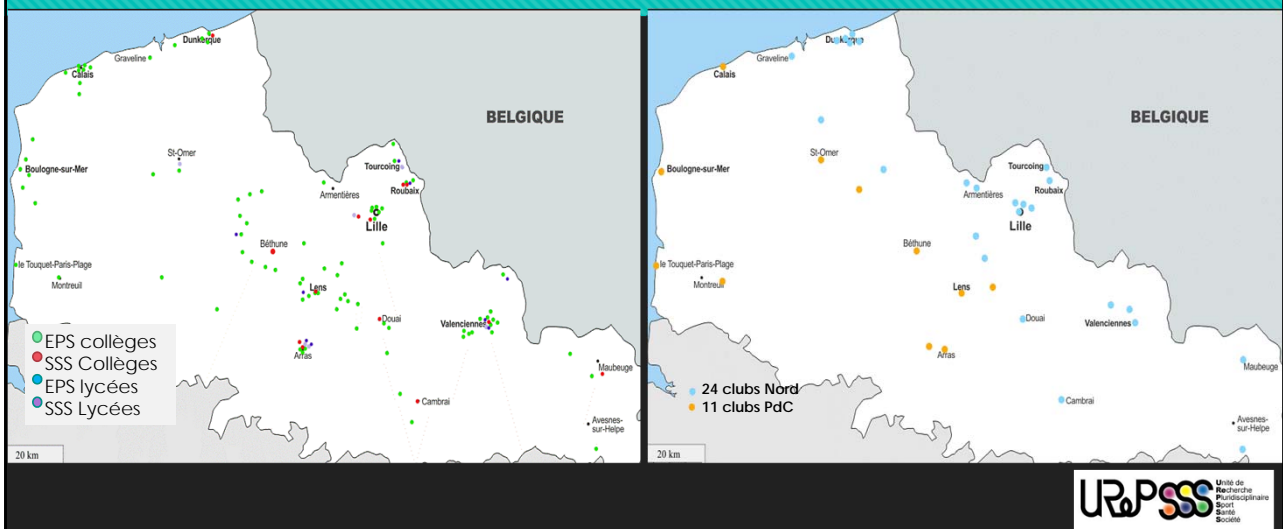 Dunkerque
Graveline
Calais
BELGIQUE
St-Omer
Tourcoing
Boulogne-sur-Mer
Armentières
Roubaix
Lille
Béthune
le Touquet-Paris-Plage
Montreuil
Lens
Douai
Valenciennes
EPS collèges
SSS Collèges
EPS lycées
SSS Lycées
Arras
Maubeuge
Cambrai
Avesnes-
sur-Helpe
20 km
Dunkerque
Graveline
Calais
BELGIQUE
St-Omer
Tourcoing
Boulogne-sur-Mer
Armentières
Roubaix
Lille
Béthune
le Touquet-Paris-Plage
Montreuil
Lens
Douai
Valenciennes
Arras
Maubeuge
24 clubs Nord
11 clubs PdC
Cambrai
Avesnes-
sur-Helpe
20 km
URePSSS
Unité de
Recherche
Pluridisciplinaire
Sport
Santé
Société